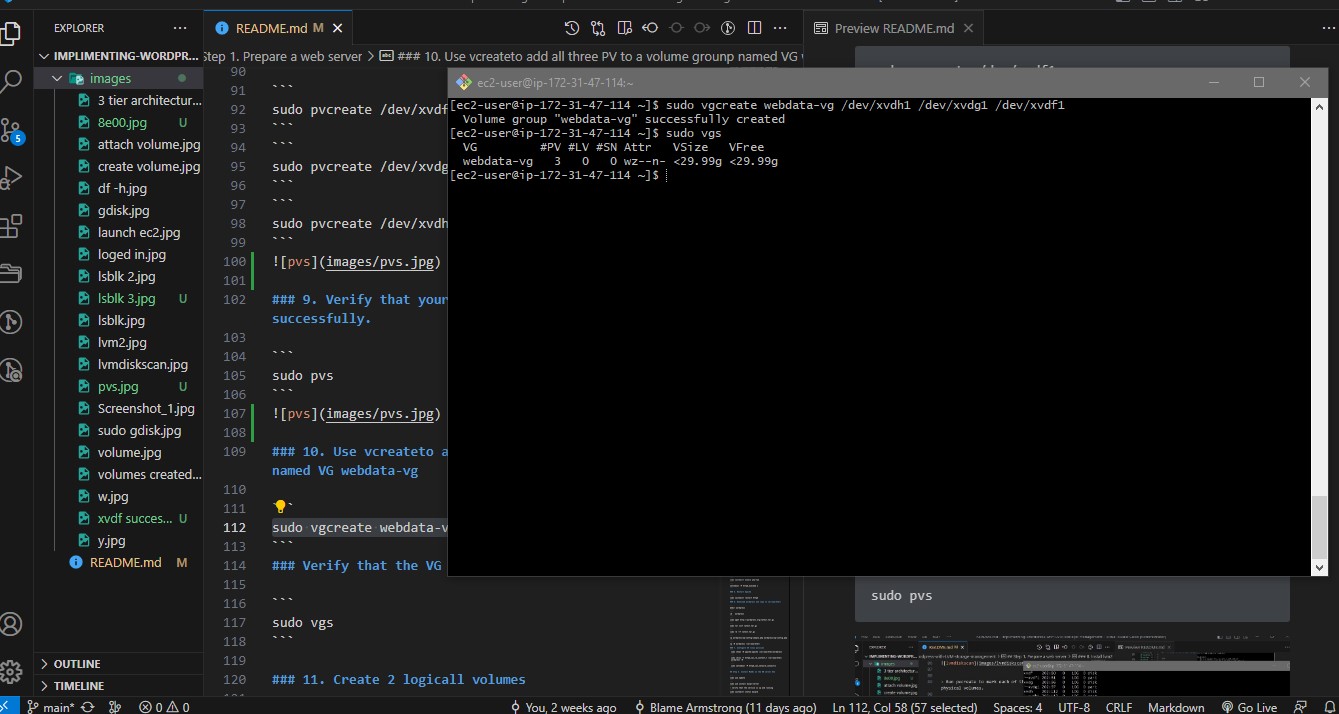 EXPLORER
README.md M
Preview README.md
IMPLIMENTING-WORDPR...
Step 1. Prepare a web server > ### 10. Use vcreateto add all three PV to a volume grounp named VG
images
3 tier architectur...
8e00.jpg U
attach volume.jpg
create volume.jpg
df -h.jpg
gdisk.jpg
launch ec2.jpg
loged in.jpg
lsblk 2.jpg
lsblk 3.jpg U
lsblk.jpg
lvm2.jpg
lvmdiskscan.jpg
pvs.jpg U
Screenshot_1.jpg
sudo gdisk.jpg
volume.jpg
volumes created...
w.jpg
xvdf succes... U
y.jpg
README.md M
OUTLINE
TIMELINE
90
91 ```
92 sudo pvcreate /dev/xvdf
93 ```
94 ```
95 sudo pvcreate /dev/xvdg
96 ```
97 ```
98 sudo pvcreate /dev/xvdh
99 ```
100 ![pvs](images/pvs.jpg)
101
102 ### 9. Verify that your
successfully.
103
104 ```
105 sudo pvs
106 ```
107 ![pvs](images/pvs.jpg)
108
109 ### 10. Use vcreateto a
named VG webdata-vg
110
111
112 sudo vgcreate webdata-v
113 ```
114 ### Verify that the VG
115
116 ```
117 sudo vgs
118 ```
119
120 ### 11. Create 2 logicall volumes
ec2-user@ip-172-31-47-114:~
[ec2-user@ip-172-31-47-114 ~]$ sudo vgcreate webdata-vg /dev/xvdh1 /dev/xvdg1 /dev/xvdf1
Volume group "webdata-vg" successfully created
[ec2-user@ip-172-31-47-114 ~]$ sudo vgs
VG #PV #LV #SN Attr VSize VFree
webdata-vg 3 0 0 wz--n- <29.99g <29.99g
[ec2-user@ip-172-31-47-114 ~]$
sudo pvs
5
main* 0 0 You, 2 weeks ago Blame Armstrong (11 days ago) Ln 112, Col 58 (57 selected) Spaces: 4 UTF-8 CRLF Markdown Go Live